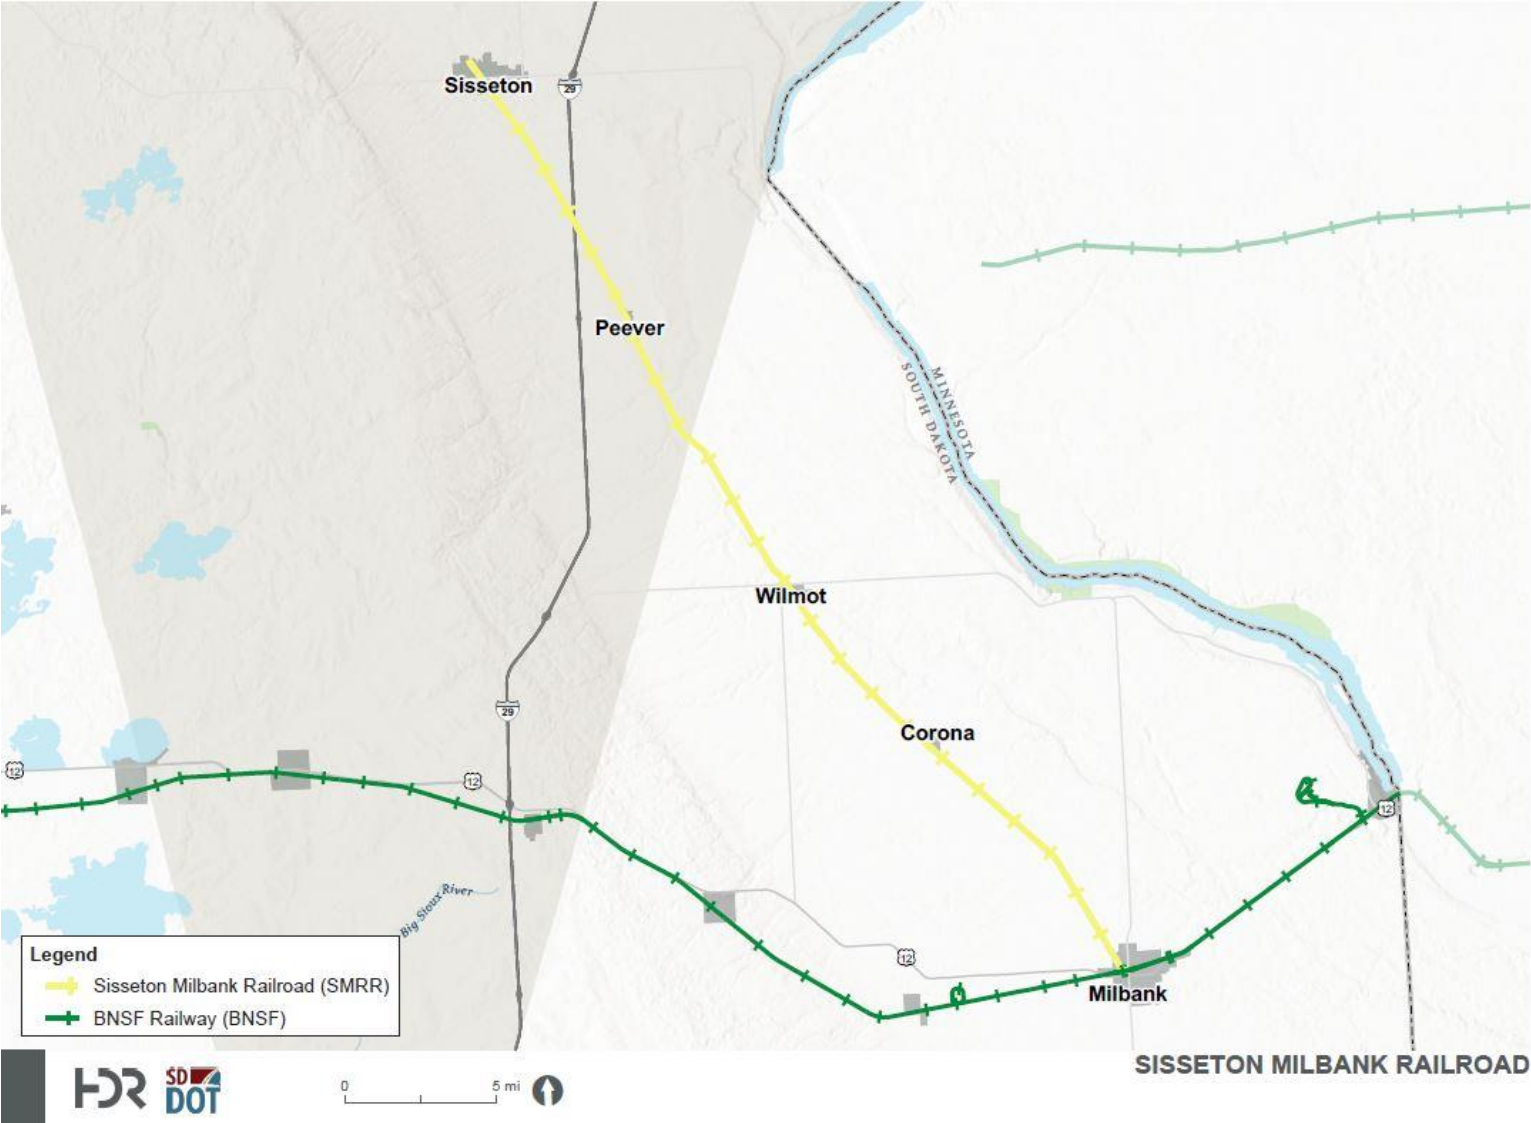 Sisseton
29
Peever
MINNESOTA
SOUTH DAKOTA
Wilmot
29
Corona
12
12
12
Big Sioux River
12
Milbank
Legend
Sisseton Milbank Railroad (SMRR)
BNSF Railway (BNSF)
SISSETON MILBANK RAILROAD
HDR
SD
DOT
0
5 mi